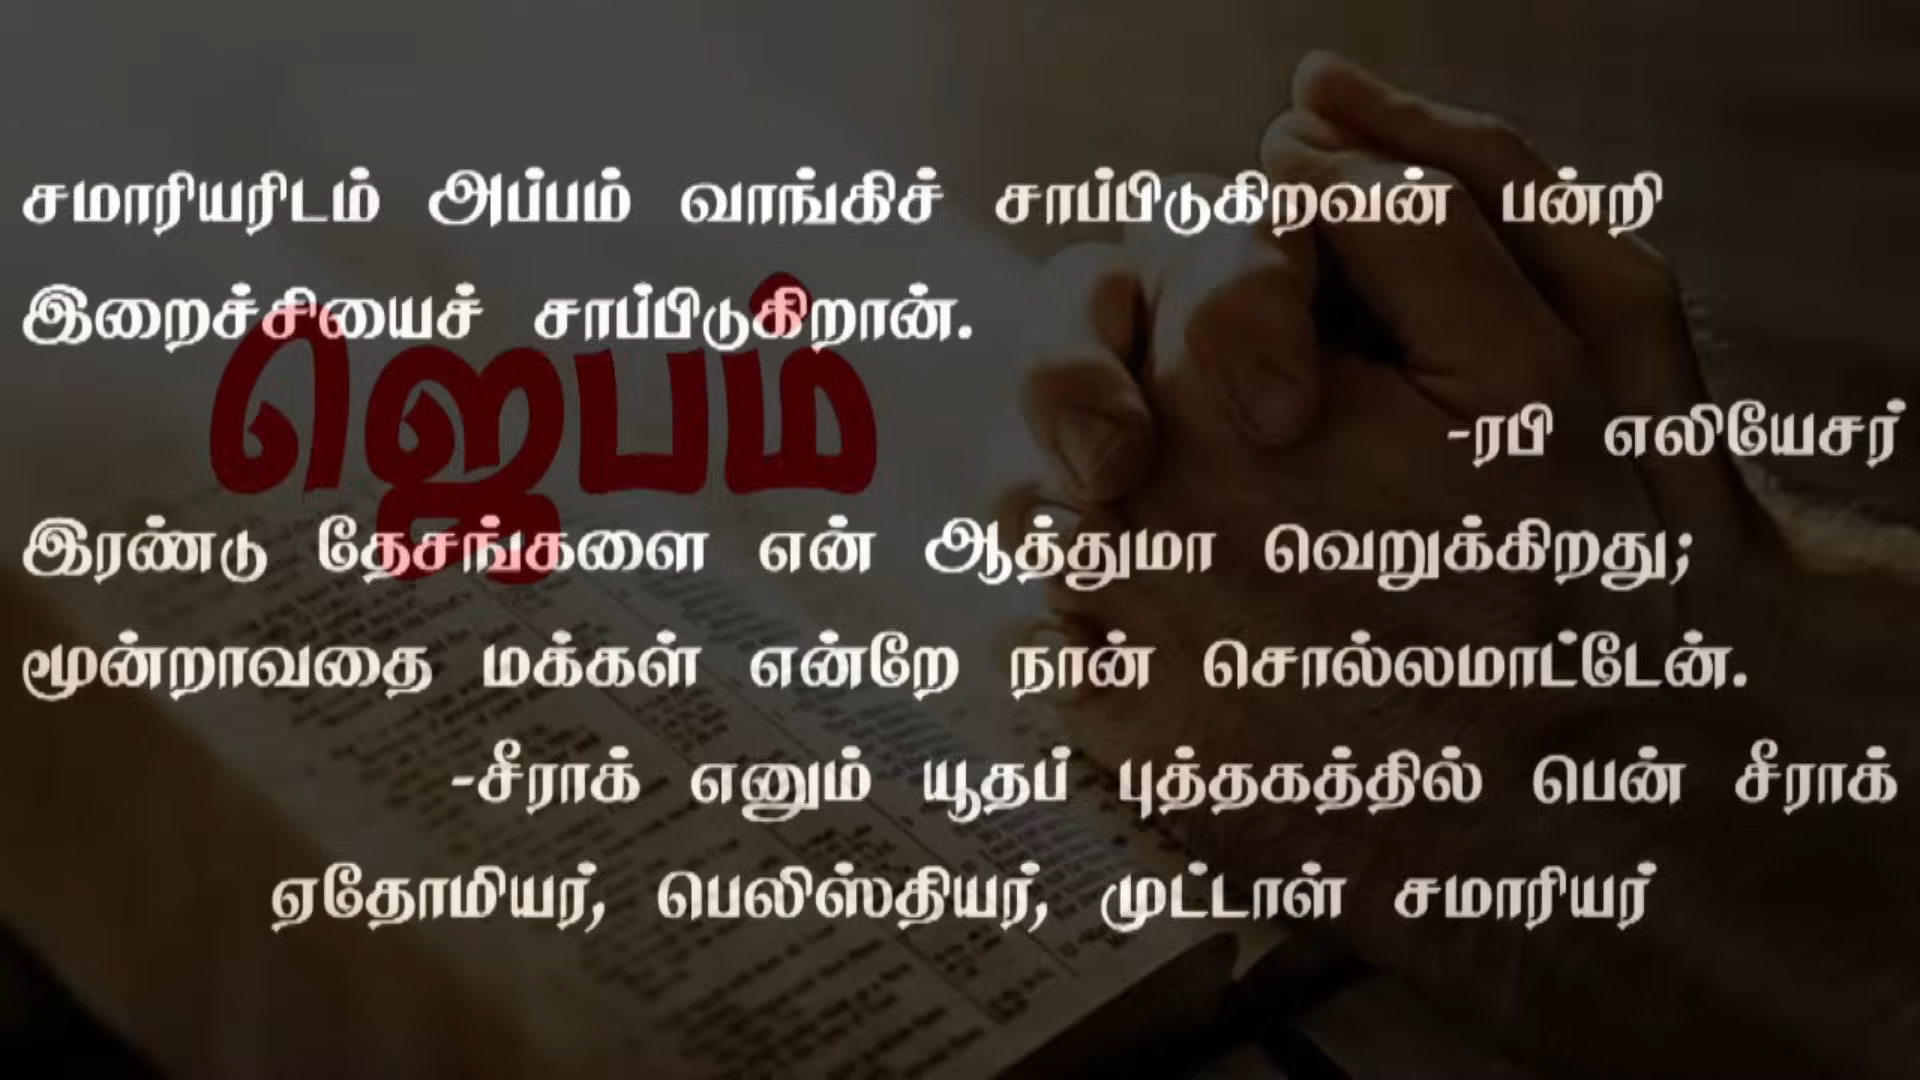 சமாரியரிடம் அப்பம் வாங்கிச் சாப்பிடுகிறவன் பன்றி
இறைச்சியைச் சாப்பிடுகிறான்.
ஜெபம்
-ரபி எலியேசர்
இரண்டு தேசங்களை என் ஆத்துமா வெறுக்கிறது;
மூன்றாவதை மக்கள் என்றே நான் சொல்லமாட்டேன்.
-சீராக் எனும் யூதப் புத்தகத்தில் பென் சீராக்
ஏதோமியர், பெலிஸ்தியர், முட்டாள் சமாரியர்